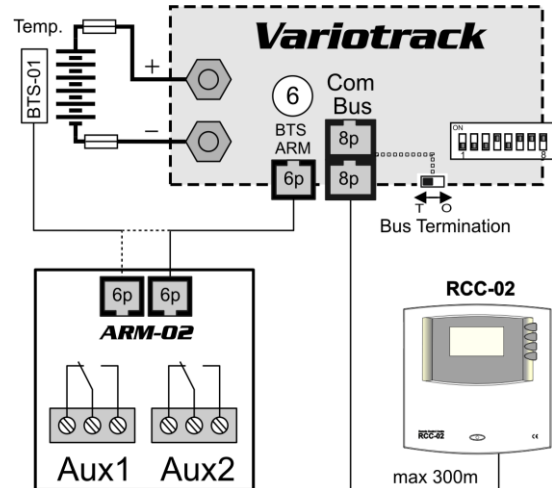 Temp.
BTS-01
+
−
Variotrack
6
BTS
ARM
6p
Com
Bus
8p
8p
ON
1
8
T O
Bus Termination
6p 6p
ARM-02
Aux1
Aux2
RCC-02
RCC-02
CE
max 300m